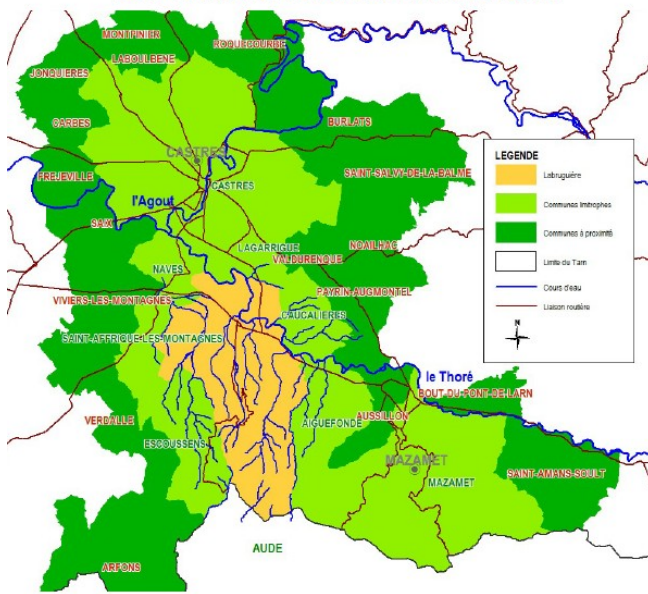 MONTPINIER
LABOULBENE
ROQUECOURBE
JONQUIERES
CARBES
BURLATS
CASTRES
FREJEVILLE
CASTRES
SAINT-SALVY-DE-LA-BALME
l'Agout
SAIX
LAGARRIGUE
NOAILHAC
VALDURENQUE
NAVES
PAYRIN-AUGMONTEL
VIVIERS-LES-MONTAGNES
CAUCALIERES
SAINT-AFFRIQUE-LES-MONTAGNES
le Thoré
BOUT-DU-PONT-DE-LARN
VERDALLE
AIGUEFONDE
AUSSILLON
ESCOUSSENS
MAZAMET
SAINT-AMANS-SOULT
MAZAMET
AUDE
ARFONS
LEGENDE
Labruguière
Communes limitrophes
Communes à proximité
Limite du Tarn
Cours d'eau
Liaison routière
N